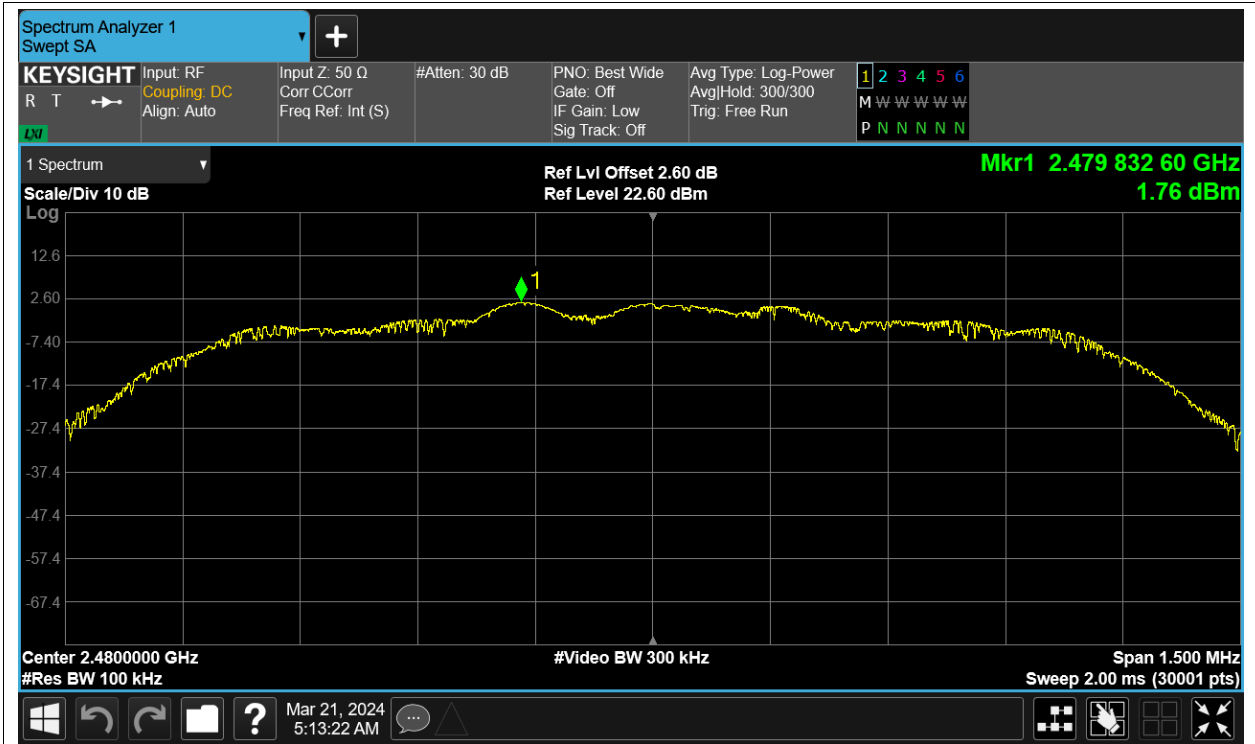 Spectrum Analyzer 1
Swept SA
+
KEYSIGHT
R T
LXI
Input: RF
Coupling: DC
Align: Auto
Input Z: 50 Ω
Corr CCorr
Freq Ref: Int (S)
#Atten: 30 dB
PNO: Best Wide
Gate: Off
IF Gain: Low
Sig Track: Off
Avg Type: Log-Power
Avg|Hold: 300/300
Trig: Free Run
1 2 3 4 5 6
M W W W W W
P N N N N N
1 Spectrum
Scale/Div 10 dB
Log
Ref Lvl Offset 2.60 dB
Ref Level 22.60 dBm
Mkr1 2.479 832 60 GHz
1.76 dBm
12.6
1
2.60
-7.40
-17.4
-27.4
-37.4
-47.4
-57.4
-67.4
Center 2.4800000 GHz
#Video BW 300 kHz
Span 1.500 MHz
#Res BW 100 kHz
Sweep 2.00 ms (30001 pts)
?
Mar 21, 2024
5:13:22 AM